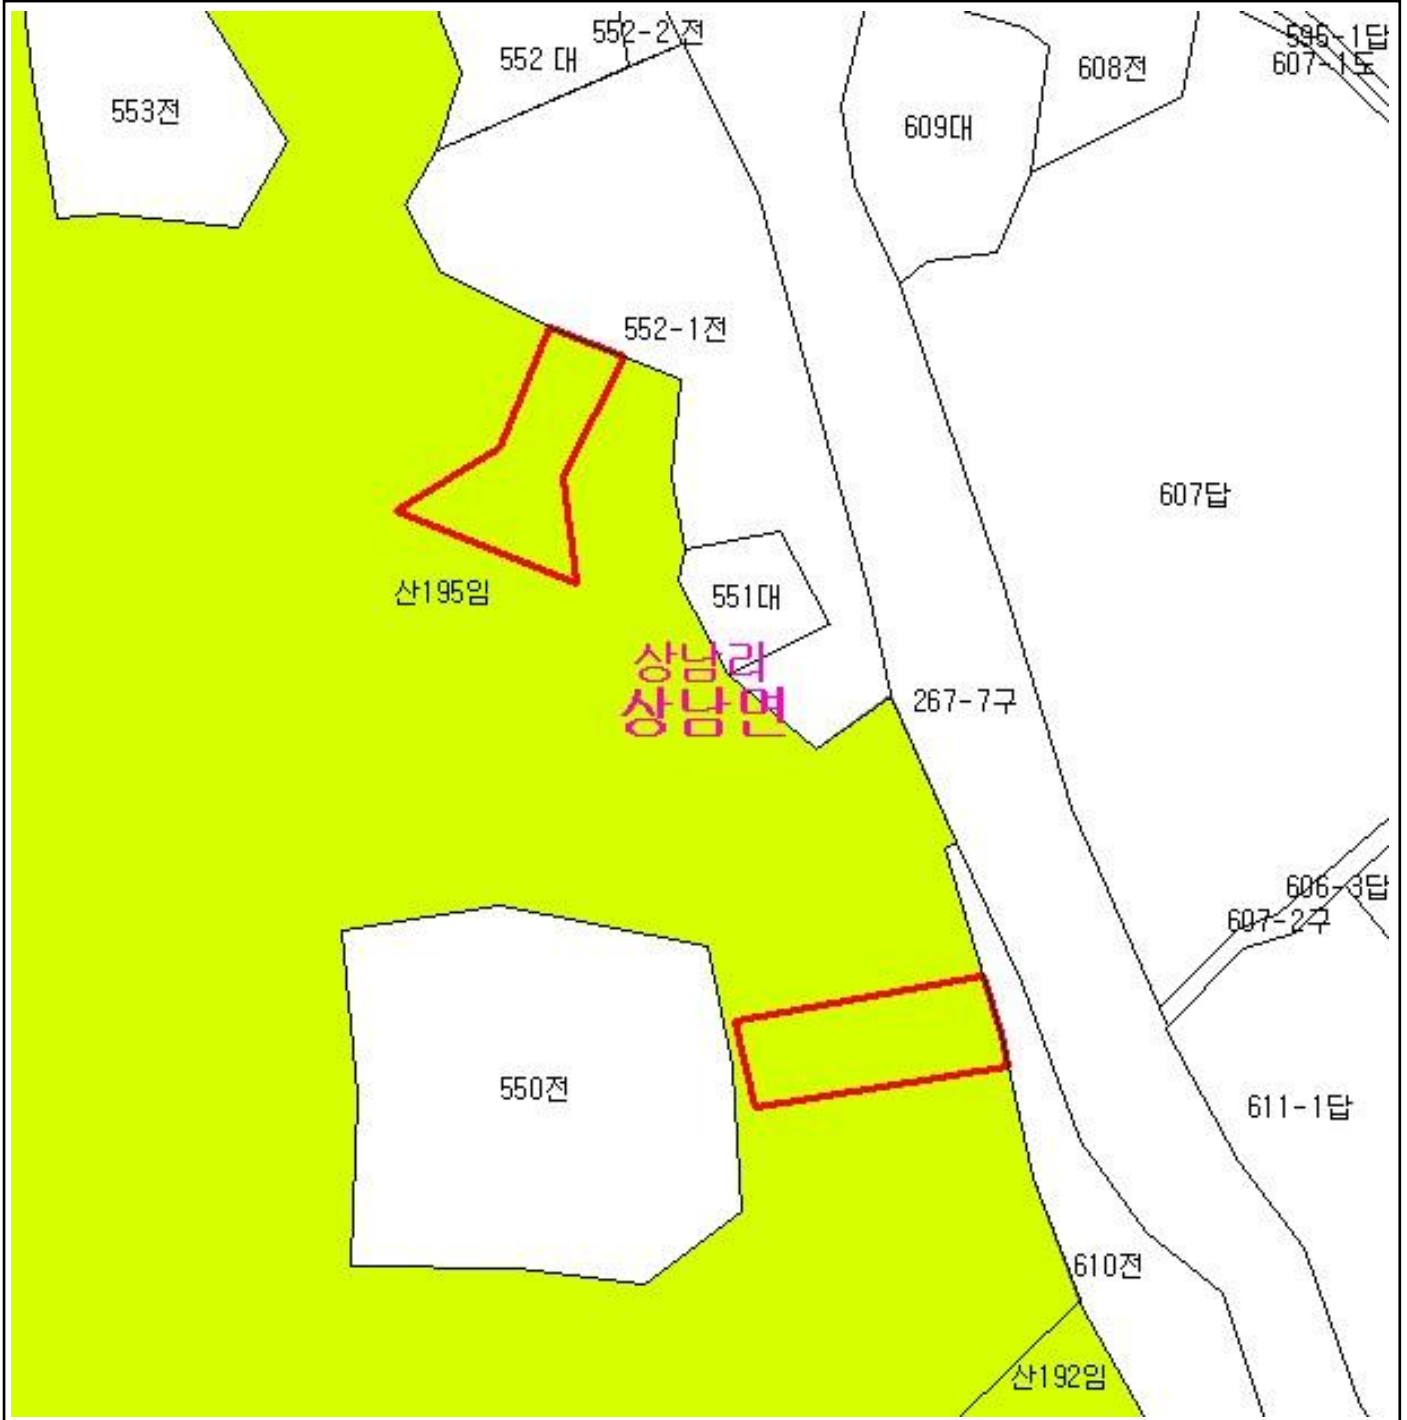 552-2 전
552 대
553전
608전
595-1답
607-1도
609대
552-1전
607답
산195임
551대
상남리
상남면
267-7구
606-3답
607-2구
550전
611-1답
610전
산192임